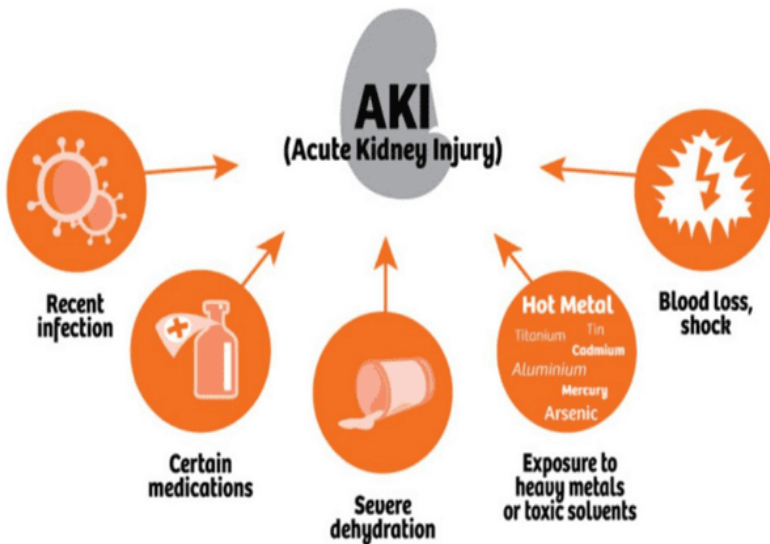 AKI
(Acute Kidney Injury)
Recent
infection
Certain
medications
Severe
dehydration
Hot Metal
Titanium
Tin
Cadmium
Aluminium
Mercury
Arsenic
Exposure to
heavy metals
or toxic solvents
Blood loss,
shock